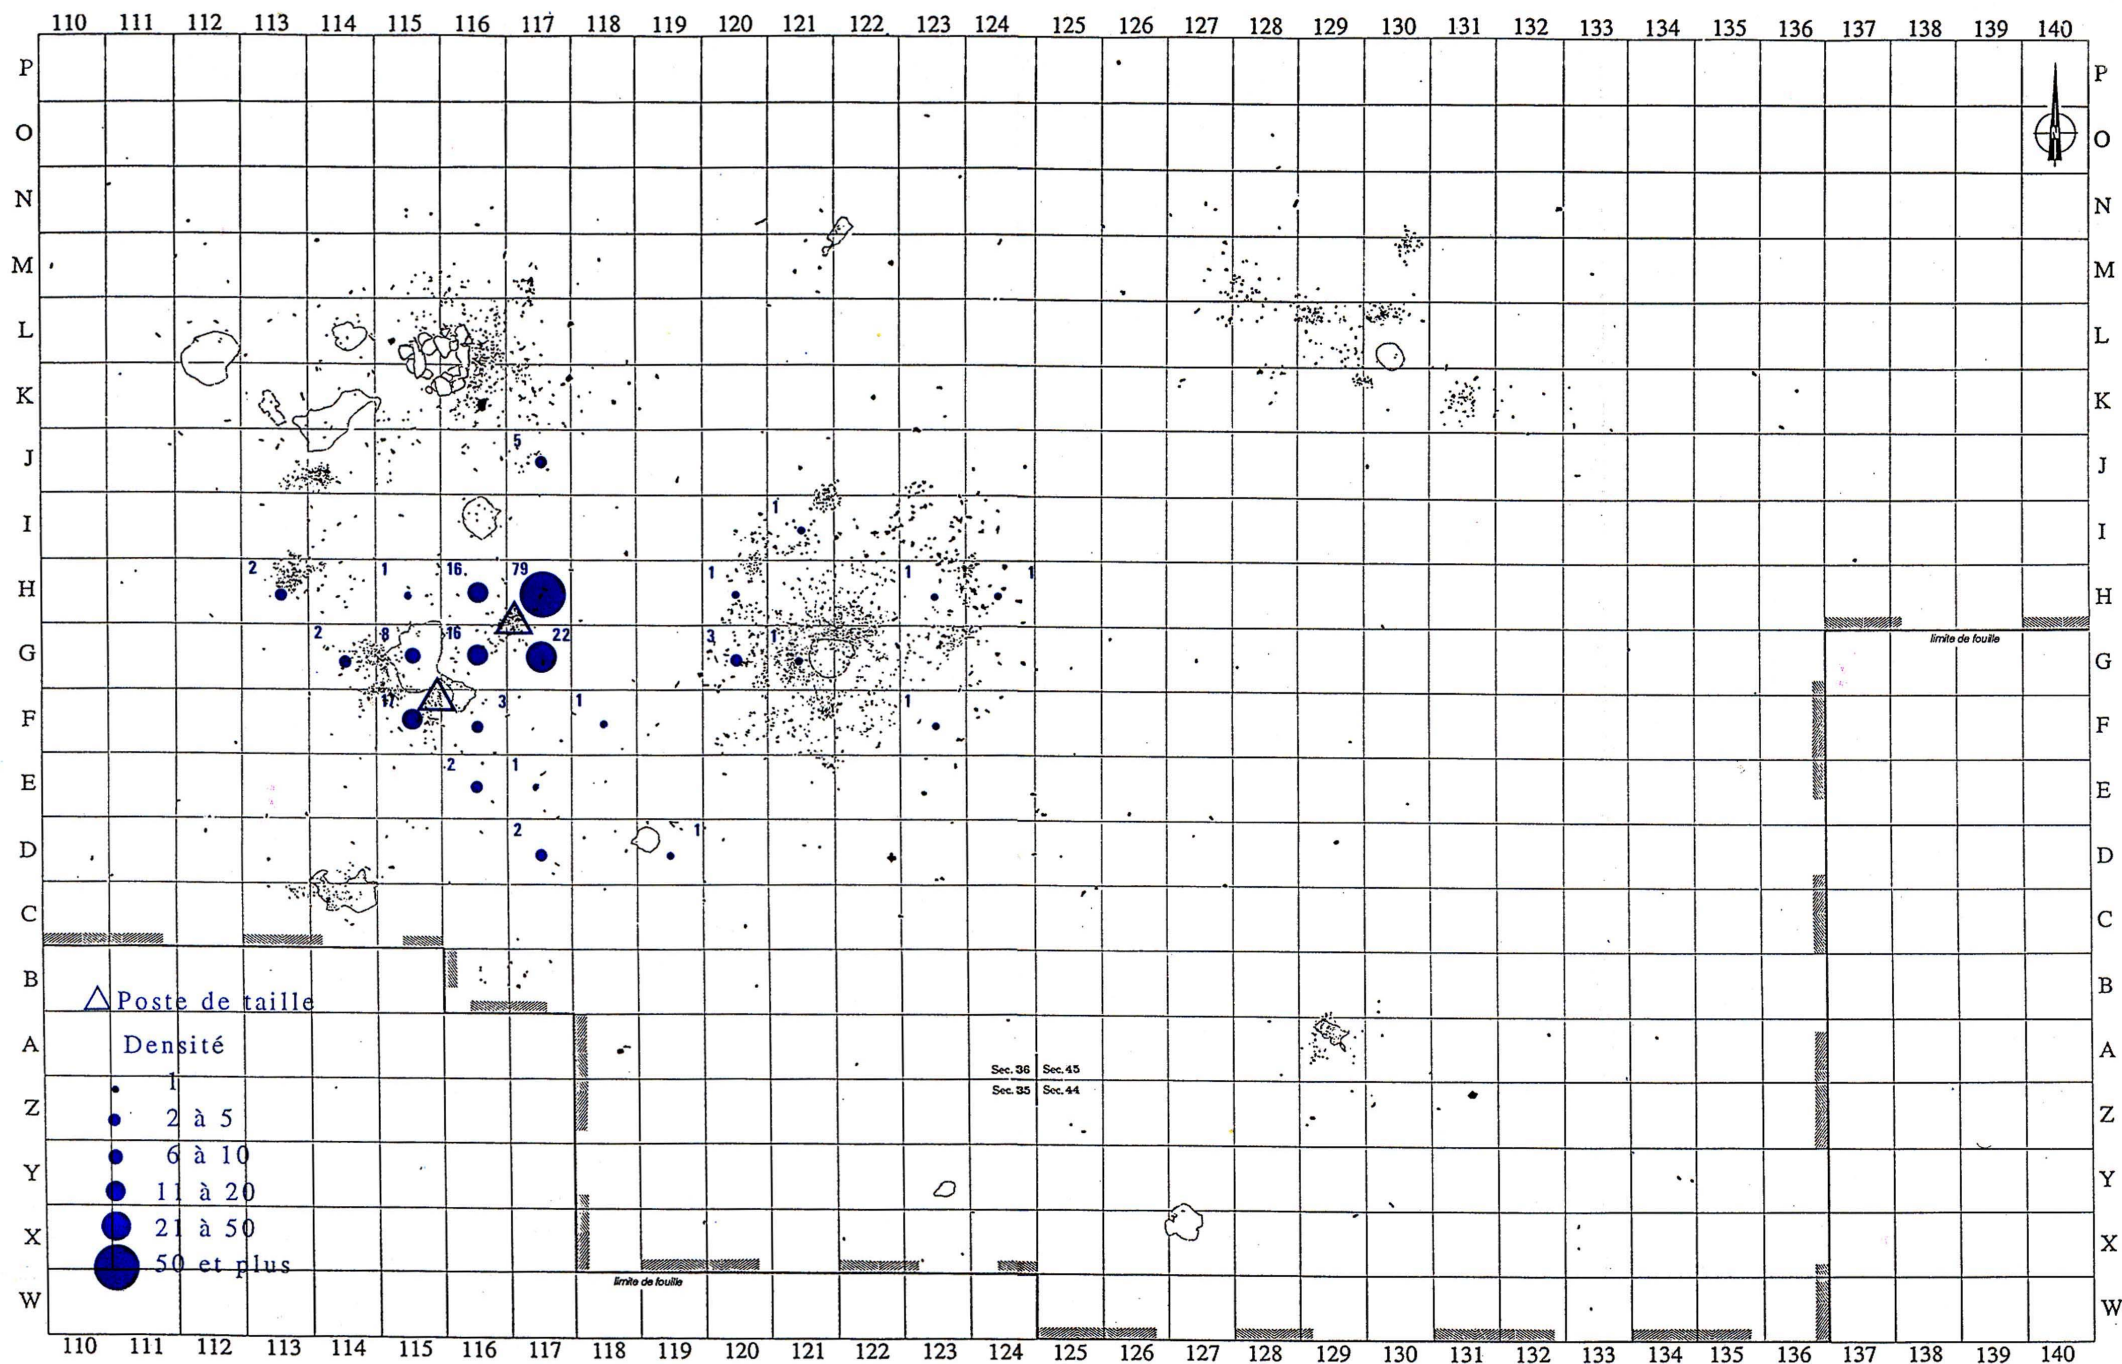 110 111 112 113 114 115 116 117 118 119 120 121 122 123 124 125 126 127 128 129 130 131 132 133 134 135 136 137 138 139 140
P P
O O
N N
M M
L L
K K
5
J J
1
I I
2 1 16 79 1 1 1
H H
limite de fouille
2 8 16 22 3 1
G G
17 3 1 1
F F
2 1
E E
2 1
D D
C C
B B
Poste de taille
A A
Densité
Sec. 36 Sec. 45
1
Sec. 35 Sec. 44
Z Z
2 à 5
6 à 10
Y Y
11 à 20
21 à 50
X X
50 et plus
limite de fouille
W W
110 111 112 113 114 115 116 117 118 119 120 121 122 123 124 125 126 127 128 129 130 131 132 133 134 135 136 137 138 139 140